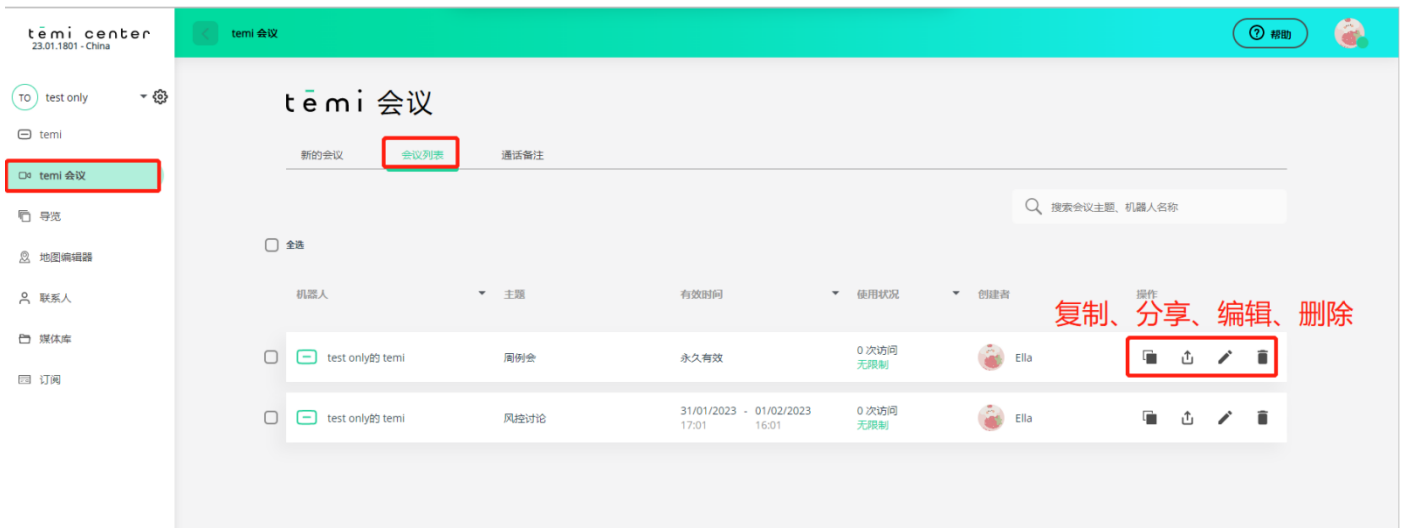 tēmi center
23.01.1801 - China
temi 会议
帮助
TO test only
temi
temi 会议
导览
地图编辑器
联系人
媒体库
订阅
tēmi 会议
新的会议 会议列表 通话备注
搜索会议主题、机器人名称
全选
机器人 主题 有效时间 使用状况 创建者 操作
复制、分享、编辑、删除
test only的 temi 周例会 永久有效 0 次访问 Ella
无限制
test only的 temi 风控讨论 31/01/2023 - 01/02/2023 0 次访问 Ella
17:01 16:01 无限制